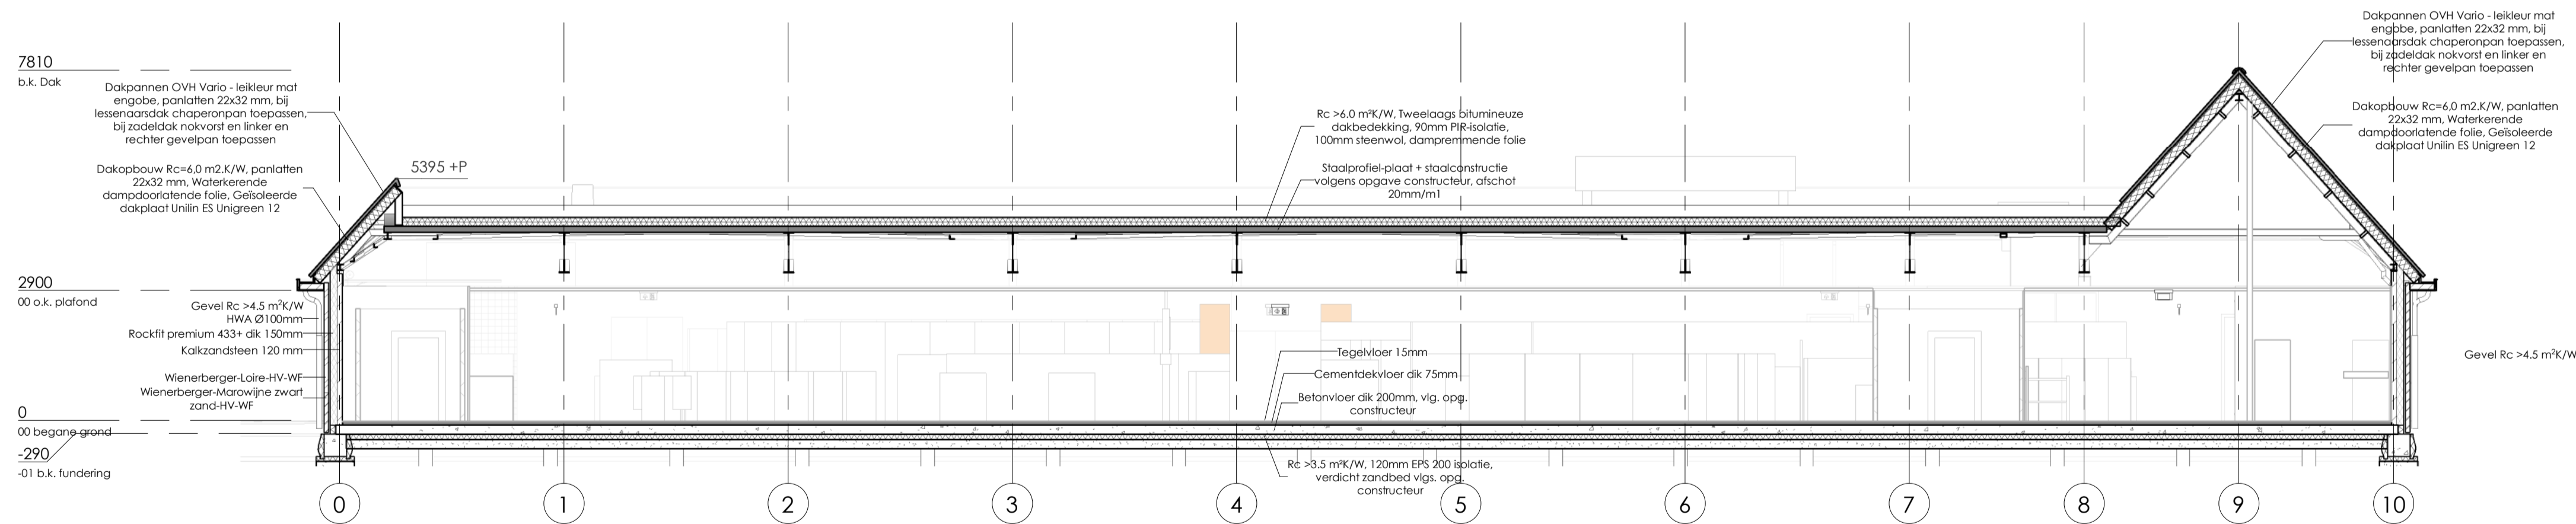 7810
b.k. Dak
Dakpannen OVH Vario - leikleur mat
engobe, panlatten 22x32 mm, bij
lessenaarsdak chaperonpan toepassen,
bij zadeldak nokvorst en linker en
rechter gevelpan toepassen
Dakopbouw Rc=6,0 m2.K/W, panlatten
22x32 mm, Waterkerende
dampdoorlatende folie, Geïsoleerde
dakplaat Unilin ES Unigreen 12
5395 +P
2900
00 o.k. plafond
Gevel Rc >4.5 m²K/W
HWA Ø100mm
Rockfit premium 433+ dik 150mm
Kalkzandsteen 120 mm
Wienerberger-Loire-HV-WF
Wienerberger-Marowijne zwart
zand-HV-WF
0
00 begane grond
-290
-01 b.k. fundering
Rc >6.0 m²K/W, Tweelaags bitumineuze
dakbedekking, 90mm PIR-isolatie,
100mm steenwol, dampremmende folie
Staalprofiel-plaat + staalconstructie
volgens opgave constructeur, afschot
20mm/m1
Tegelvloer 15mm
Cementdekvloer dik 75mm
Betonvloer dik 200mm, vlg. opg.
constructeur
Rc >3.5 m²K/W, 120mm EPS 200 isolatie,
verdicht zandbed vlgs. opg.
constructeur
Dakpannen OVH Vario - leikleur mat
engobe, panlatten 22x32 mm, bij
lessenaarsdak chaperonpan toepassen,
bij zadeldak nokvorst en linker en
rechter gevelpan toepassen
Dakopbouw Rc=6,0 m2.K/W, panlatten
22x32 mm, Waterkerende
dampdoorlatende folie, Geïsoleerde
dakplaat Unilin ES Unigreen 12
Gevel Rc >4.5 m²K/W
0 1 2 3 4 5 6 7 8 9 10